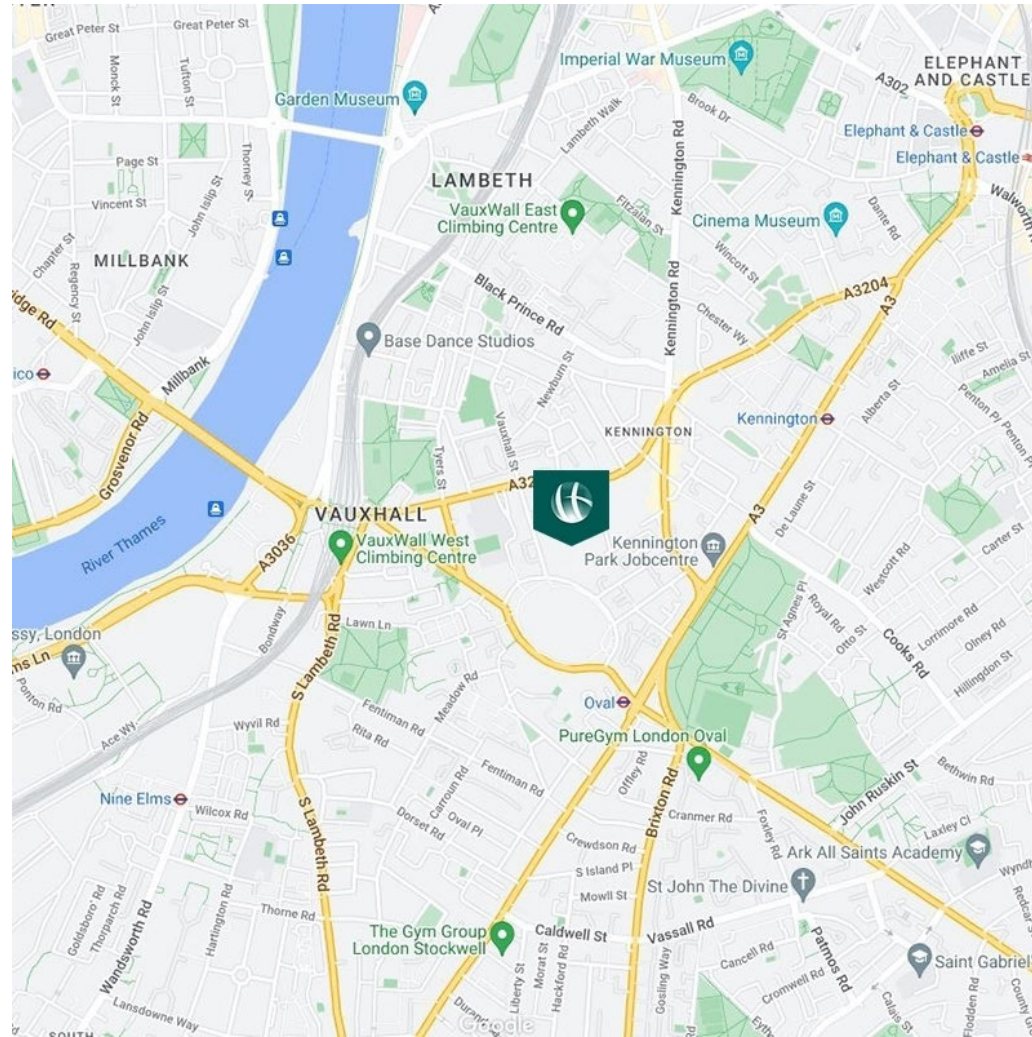 Great Peter St
Great Peter St
Monck St
Tufton St
Imperial War Museum
ELEPHANT
AND CASTLE
A302
Garden Museum
Brook Dr
Lambeth Walk
Kennington Rd
Elephant & Castle
Elephant & Castle
Page St
Thorney St
Vincent St
John Islip St
LAMBETH
VauxWall East
Climbing Centre
Fitzalan St
Cinema Museum
Dante Rd
Walworth
Chapter St
MILLBANK
Regency St
John Islip St
Wincott St
Black Prince Rd
Kennington Rd
A3204
A3
Chester Wy
Base Dance Studios
Newburn St
Iliffe St
Amelia St
Millbank
Grosvenor Rd
Alberta St
Penton Pl
Kennington
KENNINGTON
Vauxhall St
Tyers St
VAUXHALL
A3
De Laune St
River Thames
A3036
VauxWall West
Climbing Centre
Kennington
Park Jobcentre
Carter St
Westcott Rd
St Agnes Pl
Royal Rd
Otto St
Lorrimore Rd
Olney Rd
Cooks Rd
Hillingdon St
Bondway
Lawn Ln
S Lambeth Rd
Ponton Rd
Meadow Rd
Ace Wy
Wyvil Rd
Fentiman Rd
Rita Rd
Oval
PureGym London Oval
Fentiman Rd
Offley Rd
Brixton Rd
Bethwin Rd
John Ruskin St
Nine Elms
Wilcox Rd
S Lambeth Rd
Carroun Rd
Dorset Rd
Oval Pl
Cranmer Rd
Foxley Rd
Laxley Cl
Crewdson Rd
Ark All Saints Academy
S Island Pl
Mowll St
St John The Divine
Goldsboro' Rd
Thorparch Rd
Wandsworth Rd
Hartington Rd
Thorne Rd
The Gym Group
London Stockwell
Caldwell St
Vassall Rd
Liberty St
Morat St
Hackford Rd
Gosling Way
Cancell Rd
Cromwell Rd
Patmos Rd
Saint Gabriel
Calais St
Flodden Rd
Lansdowne Way
Google